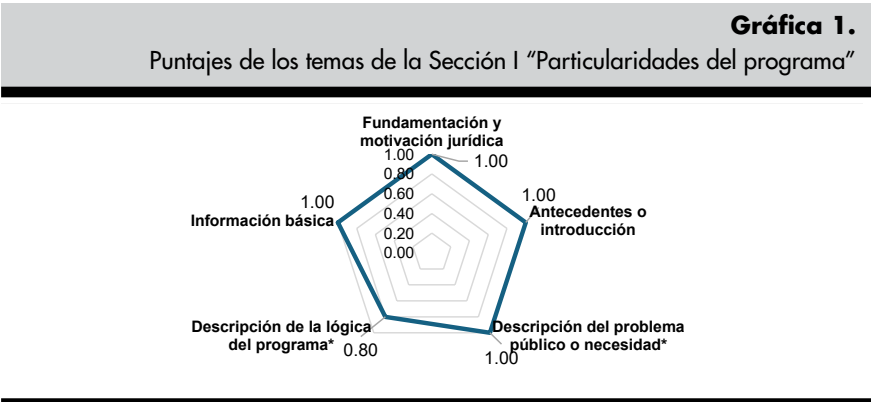 Gráfica 1.
Puntajes de los temas de la Sección I “Particularidades del programa”
Fundamentación y
motivación jurídica
1.00
1.00
0.80
0.60
0.40
0.20
0.00
1.00
Antecedentes o
introducción
1.00
Información básica
Descripción de la lógica
del programa*
0.80
Descripción del problema
público o necesidad*
1.00